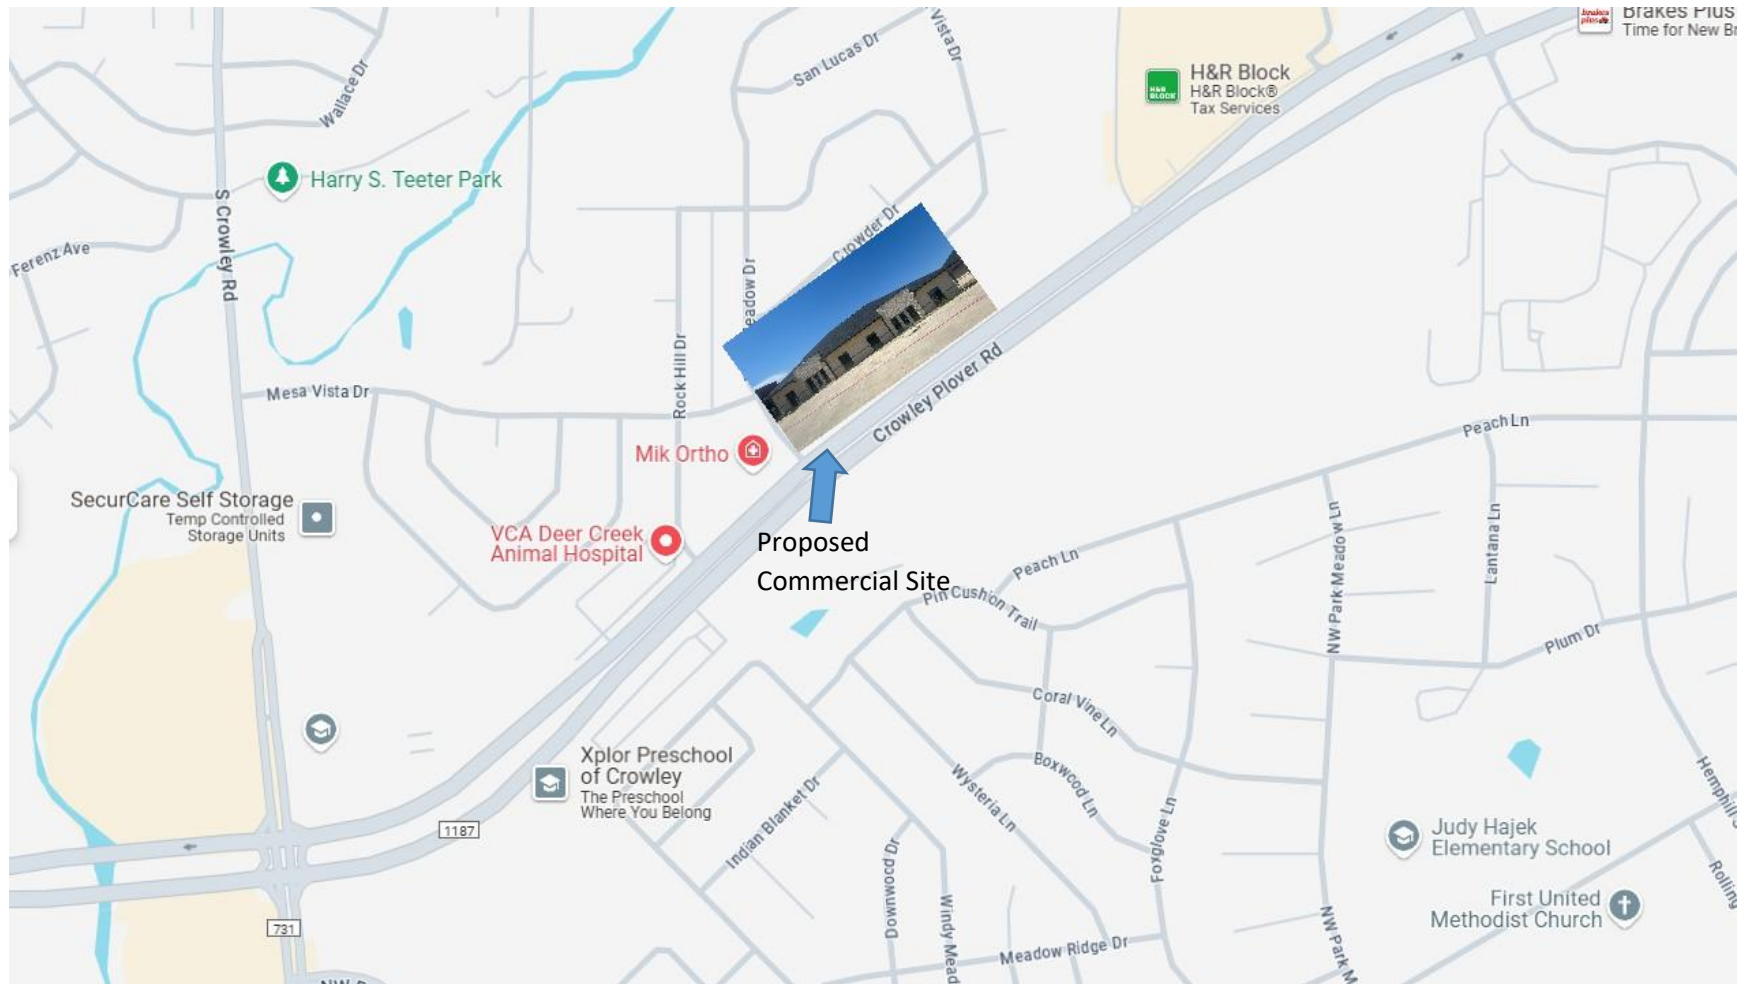 Brakes Plus
Time for New Br
Vista Dr
San Lucas Dr
H&R Block
H&R Block®
Tax Services
H&R
BLOCK
Wallace Dr
Harry S. Teeter Park
S Crowley Rd
Ferenz Ave
Crowder Dr
eadow Dr
Rock Hill Dr
Mesa Vista Dr
Crowley Plover Rd
Mik Ortho
Peach Ln
SecurCare Self Storage
Temp Controlled
Storage Units
VCA Deer Creek
Animal Hospital
Proposed
Commercial Site
Peach Ln
Pin Cushion Trail
NW Park Meadow Ln
Lantana Ln
Plum Dr
Coral Vine Ln
Boxwood Ln
Wysteria Ln
Xplor Preschool
of Crowley
The Preschool
Where You Belong
Indian Blanket Dr
1187
Foxglove Ln
Downwood Dr
Windy Mead
Meadow Ridge Dr
Judy Hajek
Elementary School
First United
Methodist Church
Hemphill
Rolling
NW Park M
731